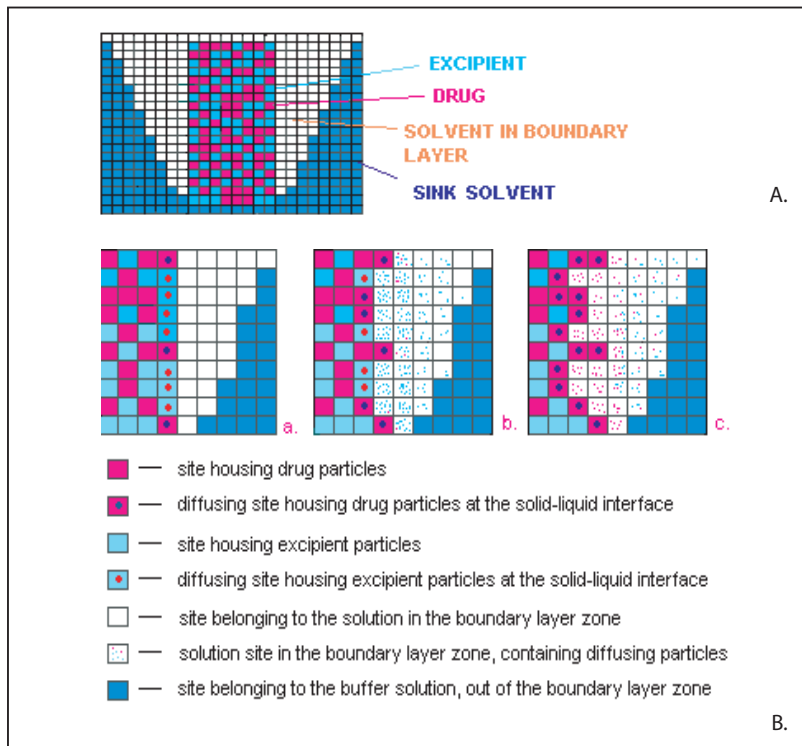 EXCIPIENT
DRUG
SOLVENT IN BOUNDARY
LAYER
SINK SOLVENT
A.
a.
b.
c.
— site housing drug particles
— diffusing site housing drug particles at the solid-liquid interface
— site housing excipient particles
— diffusing site housing excipient particles at the solid-liquid interface
— site belonging to the solution in the boundary layer zone
— solution site in the boundary layer zone, containing diffusing particles
— site belonging to the buffer solution, out of the boundary layer zone
B.